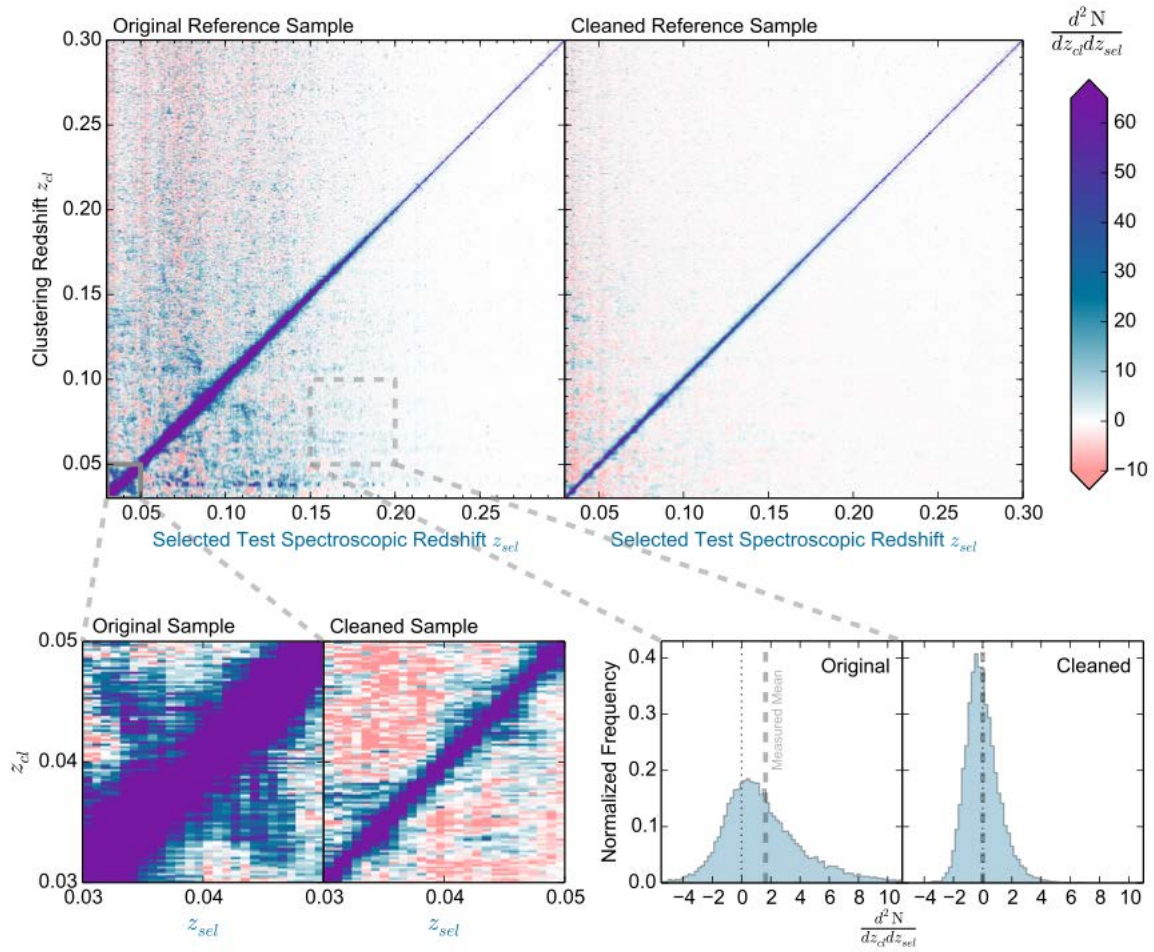 Original Reference Sample
Cleaned Reference Sample
d² N
dz_cl dz_sel
0.30
0.25
0.20
0.15
0.10
0.05
Clustering Redshift z_cl
60
50
40
30
20
10
0
−10
0.05 0.10 0.15 0.20 0.25
0.05 0.10 0.15 0.20 0.25 0.30
Selected Test Spectroscopic Redshift z_sel
Selected Test Spectroscopic Redshift z_sel
Original Sample
Cleaned Sample
0.05
0.04
0.03
z_cl
0.03 0.04 0.03 0.04 0.05
z_sel
z_sel
Original
Cleaned
Measured Mean
Normalized Frequency
0.4
0.3
0.2
0.1
0.0
−4 −2 0 2 4 6 8
−4 −2 0 2 4 6 8 10
d² N
dz_cl dz_sel